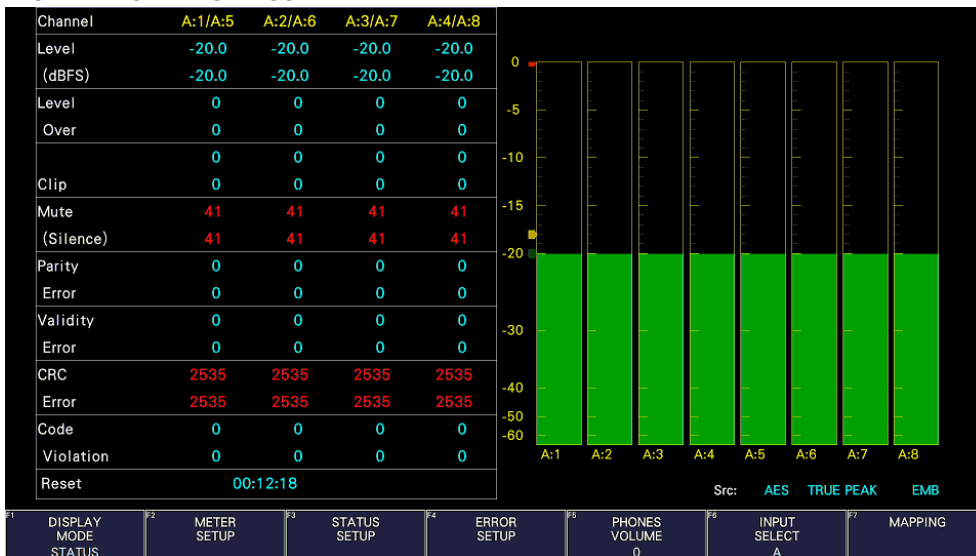 Channel A:1/A:5 A:2/A:6 A:3/A:7 A:4/A:8
Level -20.0 -20.0 -20.0 -20.0
(dBFS) -20.0 -20.0 -20.0 -20.0
Level 0 0 0 0
Over 0 0 0 0
0 0 0 0
Clip 0 0 0 0
Mute 41 41 41 41
(Silence) 41 41 41 41
Parity 0 0 0 0
Error 0 0 0 0
Validity 0 0 0 0
Error 0 0 0 0
CRC 2535 2535 2535 2535
Error 2535 2535 2535 2535
Code 0 0 0 0
Violation 0 0 0 0
Reset 00:12:18
0
-5
-10
-15
-20
-30
-40
-50
-60
A:1 A:2 A:3 A:4 A:5 A:6 A:7 A:8
Src: AES TRUE PEAK EMB
F1 DISPLAY MODE STATUS
F2 METER SETUP
F3 STATUS SETUP
F4 ERROR SETUP
F5 PHONES VOLUME 0
F6 INPUT SELECT A
F7 MAPPING